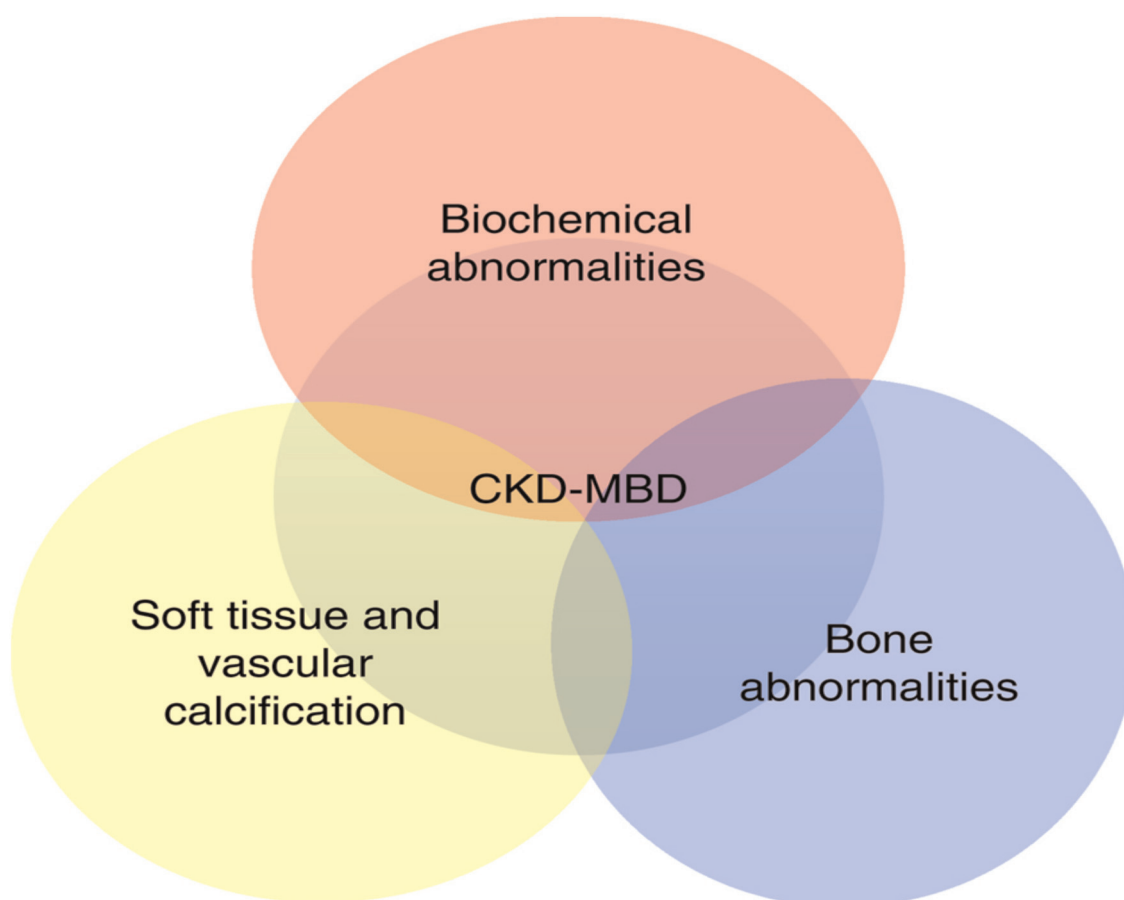 Biochemical
abnormalities
CKD-MBD
Soft tissue and
vascular
calcification
Bone
abnormalities